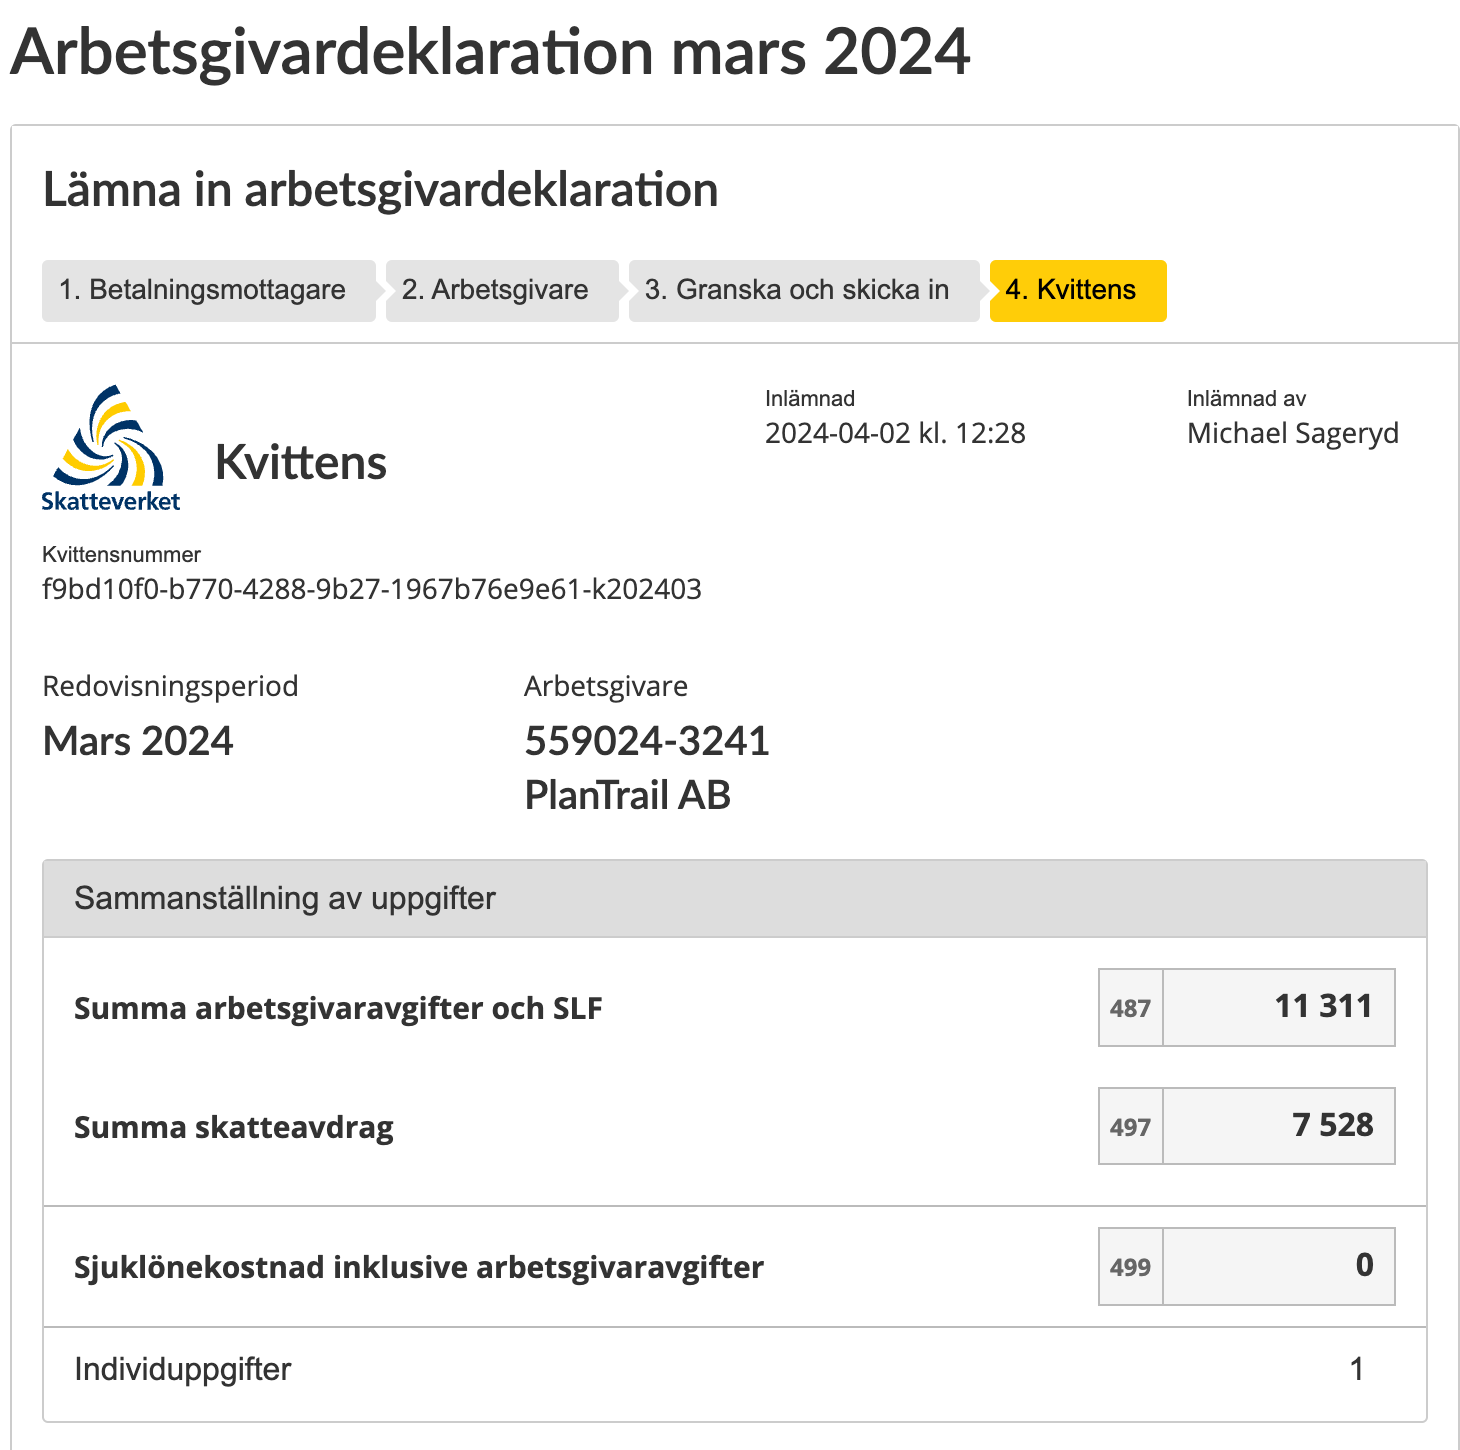 Arbetsgivardeklaration mars 2024
Lämna in arbetsgivardeklaration
1. Betalningsmottagare
2. Arbetsgivare
3. Granska och skicka in
4. Kvittens
Skatteverket
Kvittens
Inlämnad
2024-04-02 kl. 12:28
Inlämnad av
Michael Sageryd
Kvittensnummer
f9bd10f0-b770-4288-9b27-1967b76e9e61-k202403
Redovisningsperiod
Mars 2024
Arbetsgivare
559024-3241
PlanTrail AB
Sammanställning av uppgifter
Summa arbetsgivaravgifter och SLF 487 11 311
Summa skatteavdrag 497 7 528
Sjuklönekostnad inklusive arbetsgivaravgifter 499 0
Individuppgifter 1